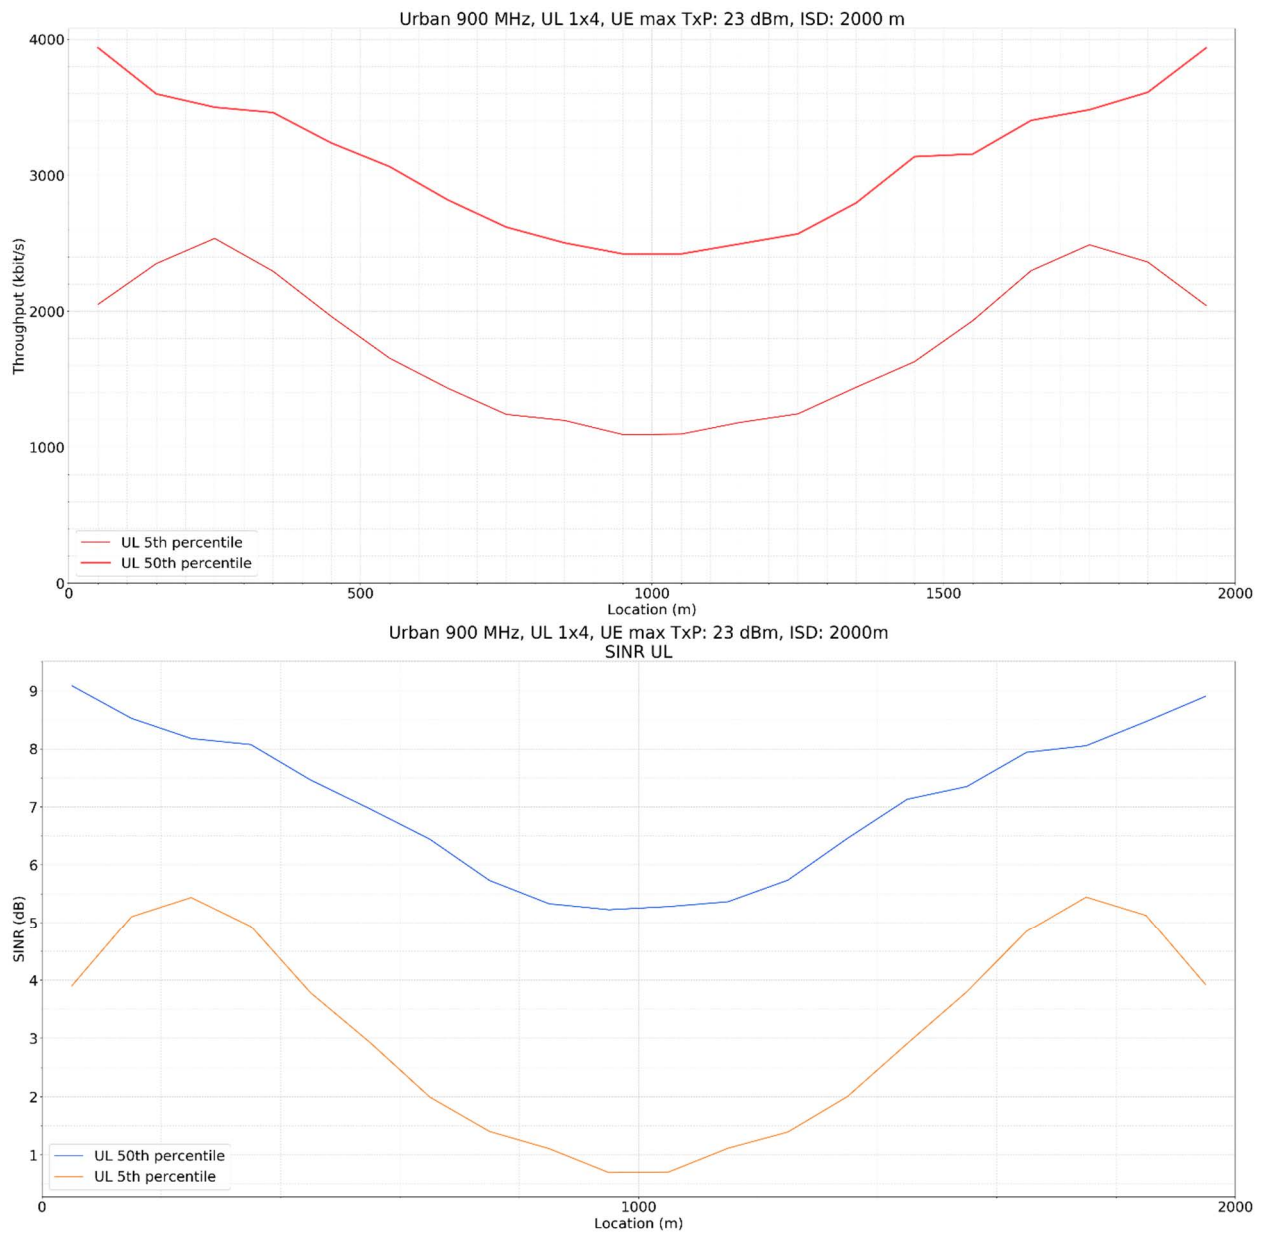 Urban 900 MHz, UL 1x4, UE max TxP: 23 dBm, ISD: 2000 m
4000
3000
2000
1000
0
Throughput (kbit/s)
UL 5th percentile
UL 50th percentile
0 500 1000 1500 2000
Location (m)
Urban 900 MHz, UL 1x4, UE max TxP: 23 dBm, ISD: 2000m
SINR UL
9
8
7
6
5
4
3
2
1
SINR (dB)
UL 50th percentile
UL 5th percentile
0 1000 2000
Location (m)